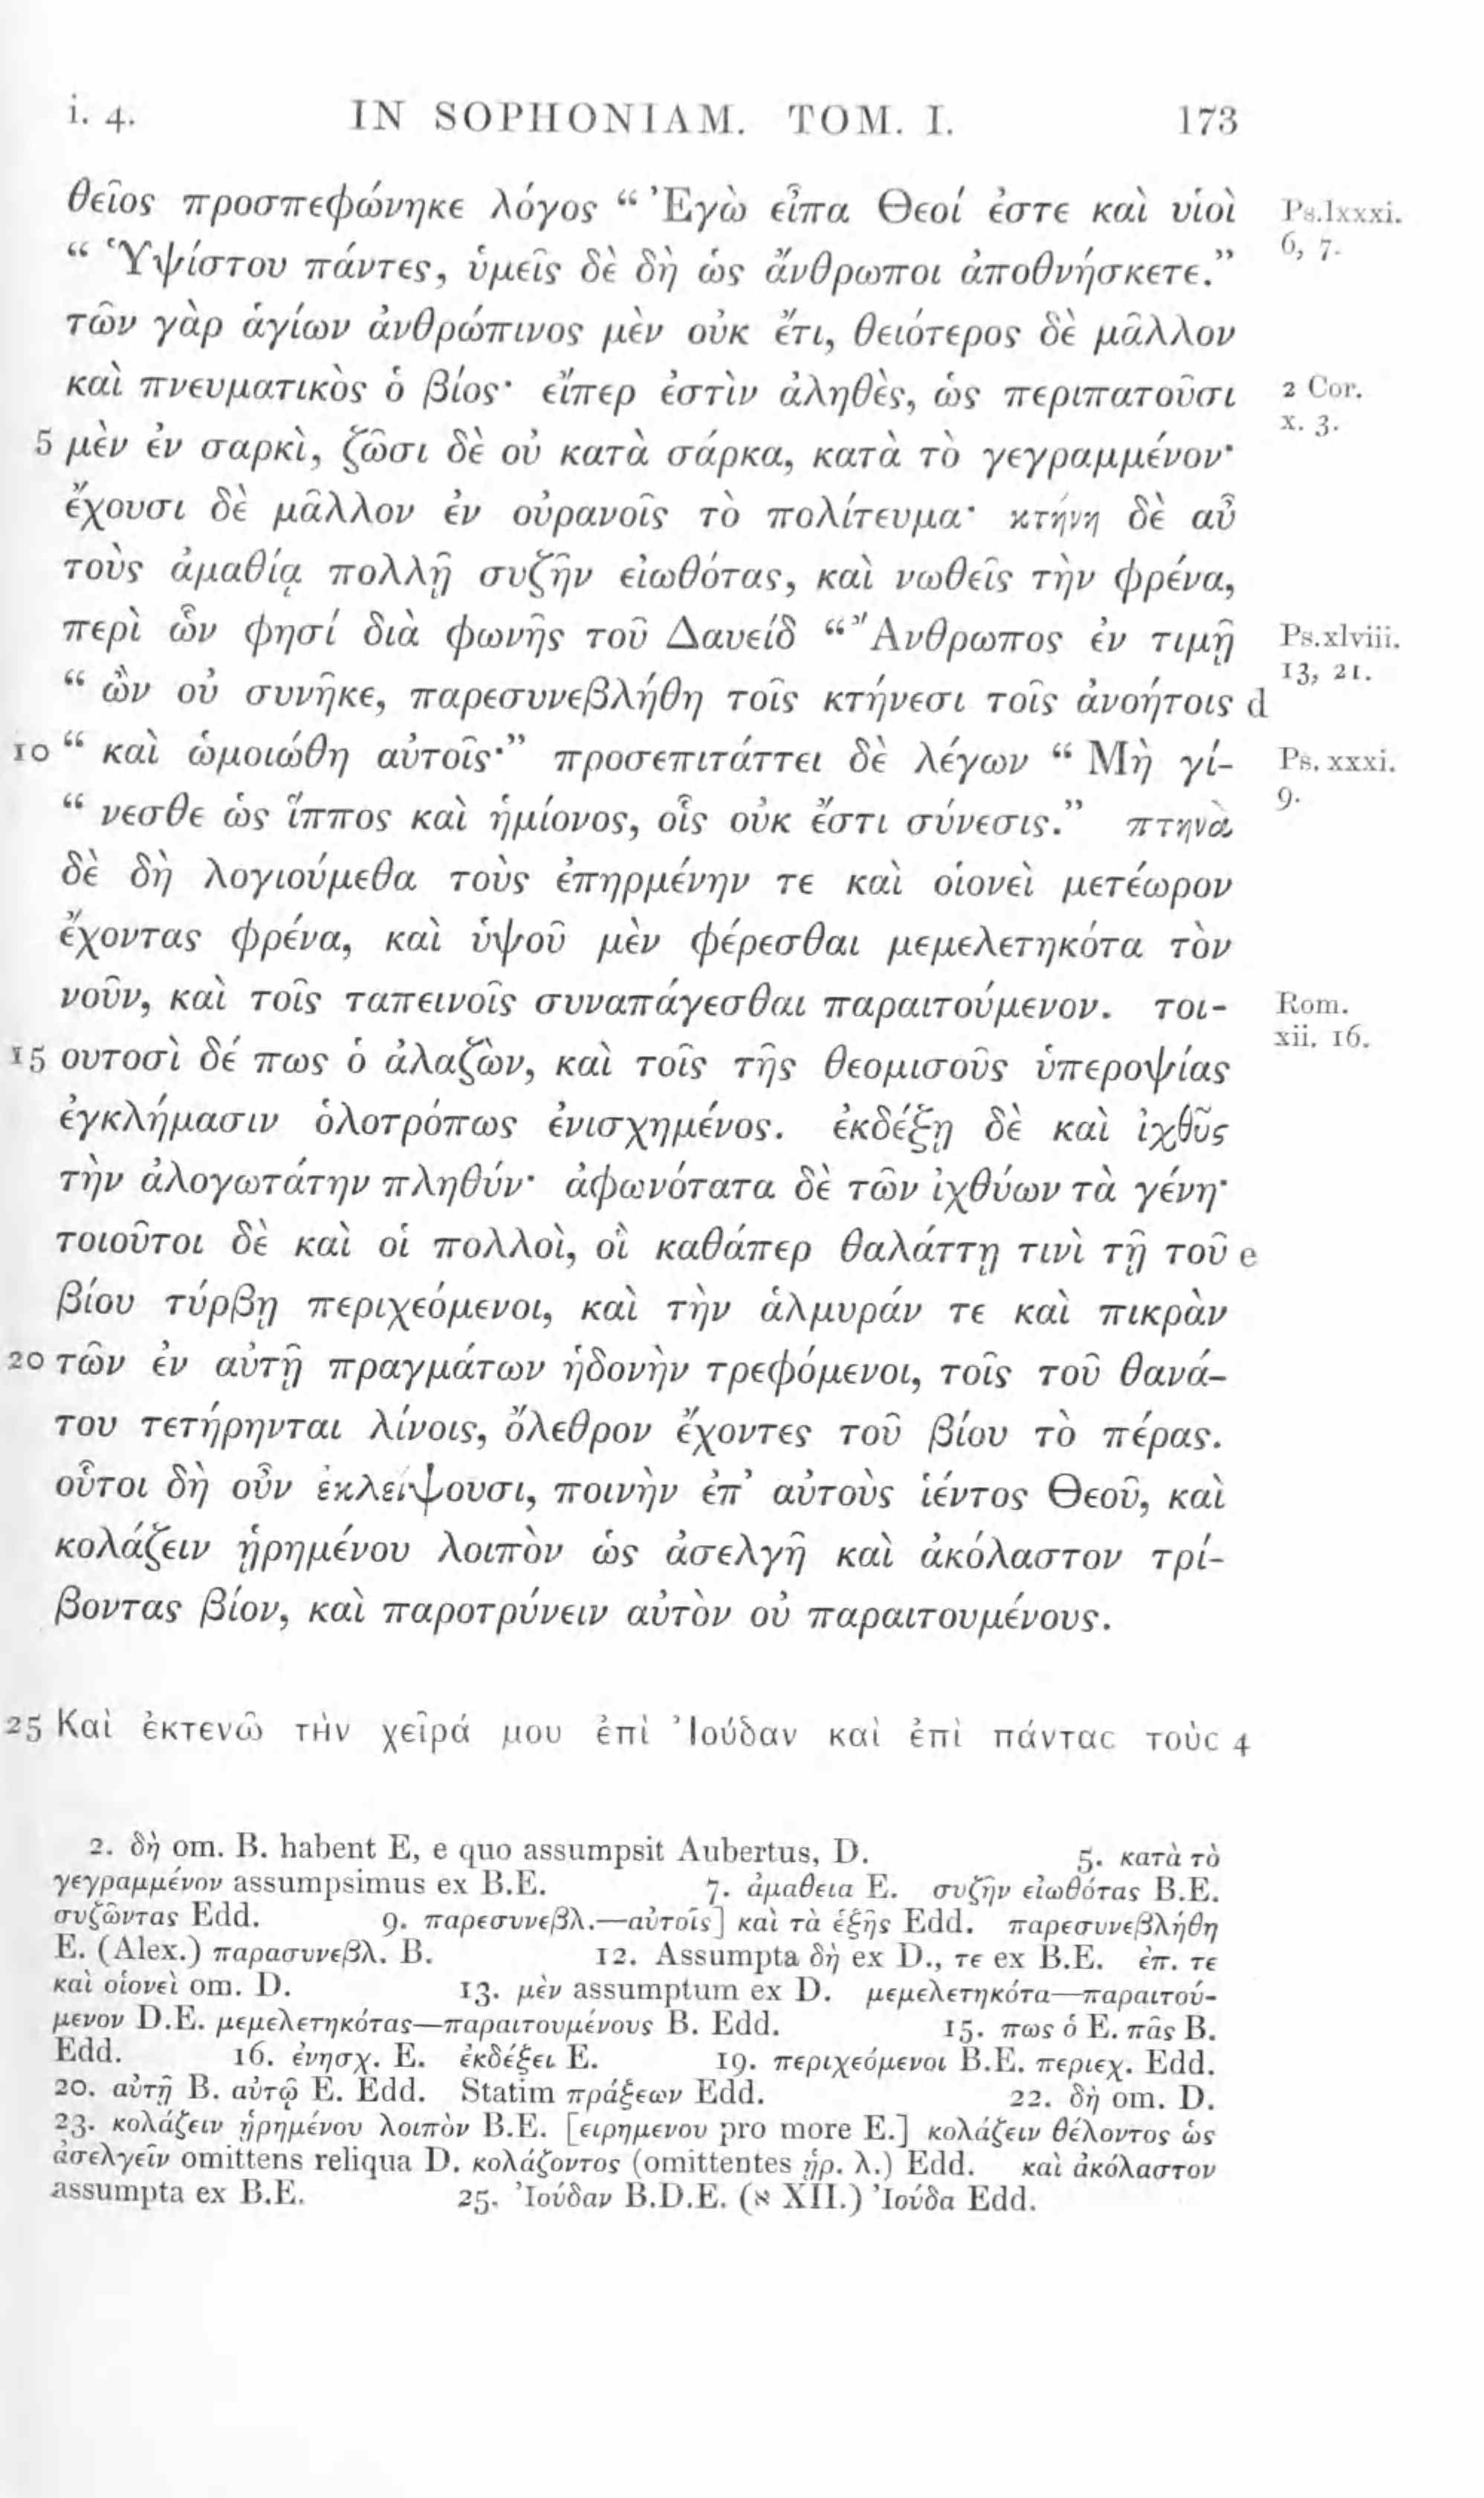 i. 4. IN SOPHONIAM. TOM. I. 173
θεῖος προσπεφώνηκε λόγος “ Ἐγὼ εἶπα Θεοί ἐστε καὶ υἱοὶ Ps.lxxxi. 6, 7.
“ Ὑψίστου πάντες, ὑμεῖς δὲ δὴ ὡς ἄνθρωποι ἀποθνήσκετε.”
τῶν γὰρ ἁγίων ἀνθρώπινος μὲν οὐκ ἔτι, θειότερος δὲ μᾶλλον
καὶ πνευματικὸς ὁ βίος· εἴπερ ἐστὶν ἀληθὲς, ὡς περιπατοῦσι 2 Cor. x. 3.
5 μὲν ἐν σαρκὶ, ζῶσι δὲ οὐ κατὰ σάρκα, κατὰ τὸ γεγραμμένον·
ἔχουσι δὲ μᾶλλον ἐν οὐρανοῖς τὸ πολίτευμα· κτήνη δὲ αὖ
τοὺς ἀμαθίᾳ πολλῇ συζῆν εἰωθότας, καὶ νωθεῖς τὴν φρένα,
περὶ ὧν φησί διὰ φωνῆς τοῦ Δαυείδ “ Ἄνθρωπος ἐν τιμῇ Ps.xlviii. 13, 21.
“ ὢν οὐ συνῆκε, παρεσυνεβλήθη τοῖς κτήνεσι τοῖς ἀνοήτοις d
10 “ καὶ ὡμοιώθη αὐτοῖς·” προσεπιτάττει δὲ λέγων “ Μὴ γί- Ps. xxxi. 9.
“ νεσθε ὡς ἵππος καὶ ἡμίονος, οἷς οὐκ ἔστι σύνεσις.” πτηνὰ
δὲ δὴ λογιούμεθα τοὺς ἐπηρμένην τε καὶ οἱονεὶ μετέωρον
ἔχοντας φρένα, καὶ ὑψοῦ μὲν φέρεσθαι μεμελετηκότα τὸν
νοῦν, καὶ τοῖς ταπεινοῖς συναπάγεσθαι παραιτούμενον. τοι- Rom. xii. 16.
15 ουτοσὶ δέ πως ὁ ἀλαζὼν, καὶ τοῖς τῆς θεομισοῦς ὑπεροψίας
ἐγκλήμασιν ὁλοτρόπως ἐνισχημένος. ἐκδέξῃ δὲ καὶ ἰχθῦς
τὴν ἀλογωτάτην πληθύν· ἀφωνότατα δὲ τῶν ἰχθύων τὰ γένη·
τοιοῦτοι δὲ καὶ οἱ πολλοὶ, οἳ καθάπερ θαλάττῃ τινὶ τῇ τοῦ e
βίου τύρβῃ περιχεόμενοι, καὶ τὴν ἁλμυράν τε καὶ πικρὰν
20 τῶν ἐν αὐτῇ πραγμάτων ἡδονὴν τρεφόμενοι, τοῖς τοῦ θανά-
του τετήρηνται λίνοις, ὄλεθρον ἔχοντες τοῦ βίου τὸ πέρας.
οὗτοι δὴ οὖν ἐκλείψουσι, ποινὴν ἐπ’ αὐτοὺς ἱέντος Θεοῦ, καὶ
κολάζειν ᾑρημένου λοιπὸν ὡς ἀσελγῆ καὶ ἀκόλαστον τρί-
βοντας βίον, καὶ παροτρύνειν αὐτὸν οὐ παραιτουμένους.
25 Καὶ ἐκτενῶ τὴν χεῖρά μου ἐπὶ Ἰούδαν καὶ ἐπὶ πάντας τοὺς 4
2. δὴ om. B. habent E, e quo assumpsit Aubertus, D. 5. κατὰ τὸ
γεγραμμένον assumpsimus ex B.E. 7. ἀμαθεια E. συζῆν εἰωθότας B.E.
συζῶντας Edd. 9. παρεσυνεβλ.—αὐτοῖς] καὶ τὰ ἑξῆς Edd. παρεσυνεβλήθη
E. (Alex.) παρασυνεβλ. B. 12. Assumpta δὴ ex D., τε ex B.E. ἐπ. τε
καὶ οἱονεὶ om. D. 13. μὲν assumptum ex D. μεμελετηκότα—παραιτού-
μενον D.E. μεμελετηκότας—παραιτουμένους B. Edd. 15. πως ὁ E. πᾶς B.
Edd. 16. ἐνησχ. E. ἐκδέξει E. 19. περιχεόμενοι B.E. περιεχ. Edd.
20. αὐτῇ B. αὐτῷ E. Edd. Statim πράξεων Edd. 22. δὴ om. D.
23. κολάζειν ᾑρημένου λοιπὸν B.E. [ειρημενου pro more E.] κολάζειν θέλοντος ὡς
ἀσελγεῖν omittens reliqua D. κολάζοντος (omittentes ᾑρ. λ.) Edd. καὶ ἀκόλαστον
assumpta ex B.E. 25. Ἰούδαν B.D.E. (א XII.) Ἰούδα Edd.